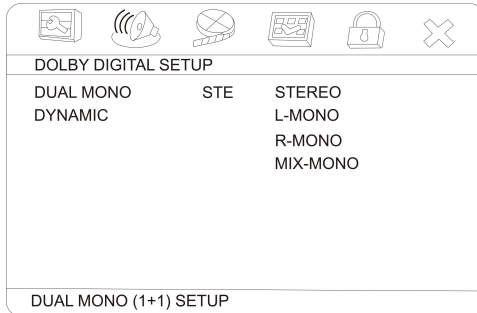 DOLBY DIGITAL SETUP
DUAL MONO STE STEREO
DYNAMIC L-MONO
R-MONO
MIX-MONO
DUAL MONO (1+1) SETUP